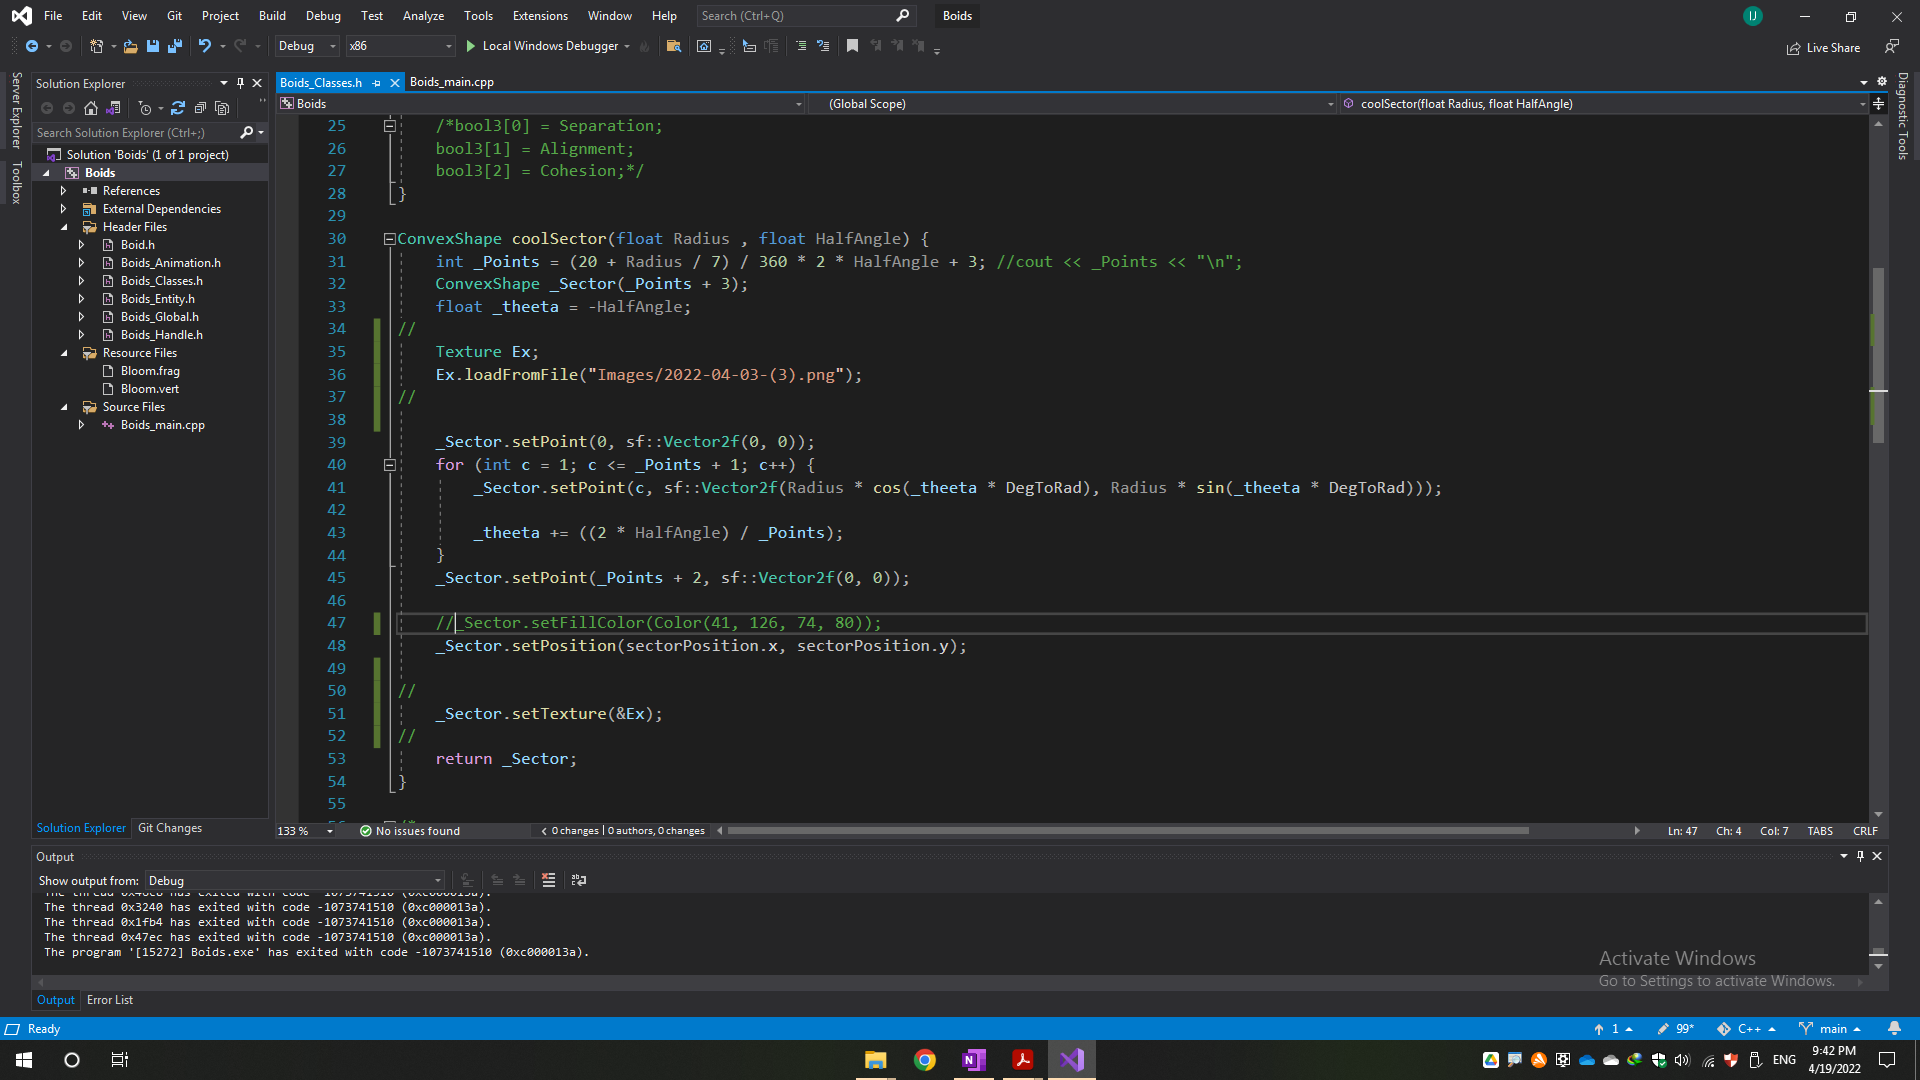 File Edit View Git Project Build Debug Test Analyze Tools Extensions Window Help Search (Ctrl+Q) Boids IJ
Debug x86 Local Windows Debugger Live Share
Server Explorer
Toolbox
Solution Explorer
Search Solution Explorer (Ctrl+;)
Solution 'Boids' (1 of 1 project)
Boids
References
External Dependencies
Header Files
Boid.h
Boids_Animation.h
Boids_Classes.h
Boids_Entity.h
Boids_Global.h
Boids_Handle.h
Resource Files
Bloom.frag
Bloom.vert
Source Files
Boids_main.cpp
Solution Explorer Git Changes
Boids_Classes.h Boids_main.cpp
Boids (Global Scope) coolSector(float Radius, float HalfAngle)
25 /*bool3[0] = Separation;
26 bool3[1] = Alignment;
27 bool3[2] = Cohesion;*/
28 }
29
30 ConvexShape coolSector(float Radius , float HalfAngle) {
31 int _Points = (20 + Radius / 7) / 360 * 2 * HalfAngle + 3; //cout << _Points << "\n";
32 ConvexShape _Sector(_Points + 3);
33 float _theeta = -HalfAngle;
34 //
35 Texture Ex;
36 Ex.loadFromFile("Images/2022-04-03-(3).png");
37 //
38
39 _Sector.setPoint(0, sf::Vector2f(0, 0));
40 for (int c = 1; c <= _Points + 1; c++) {
41 _Sector.setPoint(c, sf::Vector2f(Radius * cos(_theeta * DegToRad), Radius * sin(_theeta * DegToRad)));
42
43 _theeta += ((2 * HalfAngle) / _Points);
44 }
45 _Sector.setPoint(_Points + 2, sf::Vector2f(0, 0));
46
47 //_Sector.setFillColor(Color(41, 126, 74, 80));
48 _Sector.setPosition(sectorPosition.x, sectorPosition.y);
49
50 //
51 _Sector.setTexture(&Ex);
52 //
53 return _Sector;
54 }
55
Diagnostic Tools
133 % No issues found 0 changes | 0 authors, 0 changes Ln: 47 Ch: 4 Col: 7 TABS CRLF
Output
Show output from: Debug
The thread 0x3240 has exited with code -1073741510 (0xc000013a).
The thread 0x1fb4 has exited with code -1073741510 (0xc000013a).
The thread 0x47ec has exited with code -1073741510 (0xc000013a).
The program '[15272] Boids.exe' has exited with code -1073741510 (0xc000013a).
Activate Windows
Go to Settings to activate Windows.
Output Error List
Ready 1 99* C++ main
ENG 9:42 PM
4/19/2022